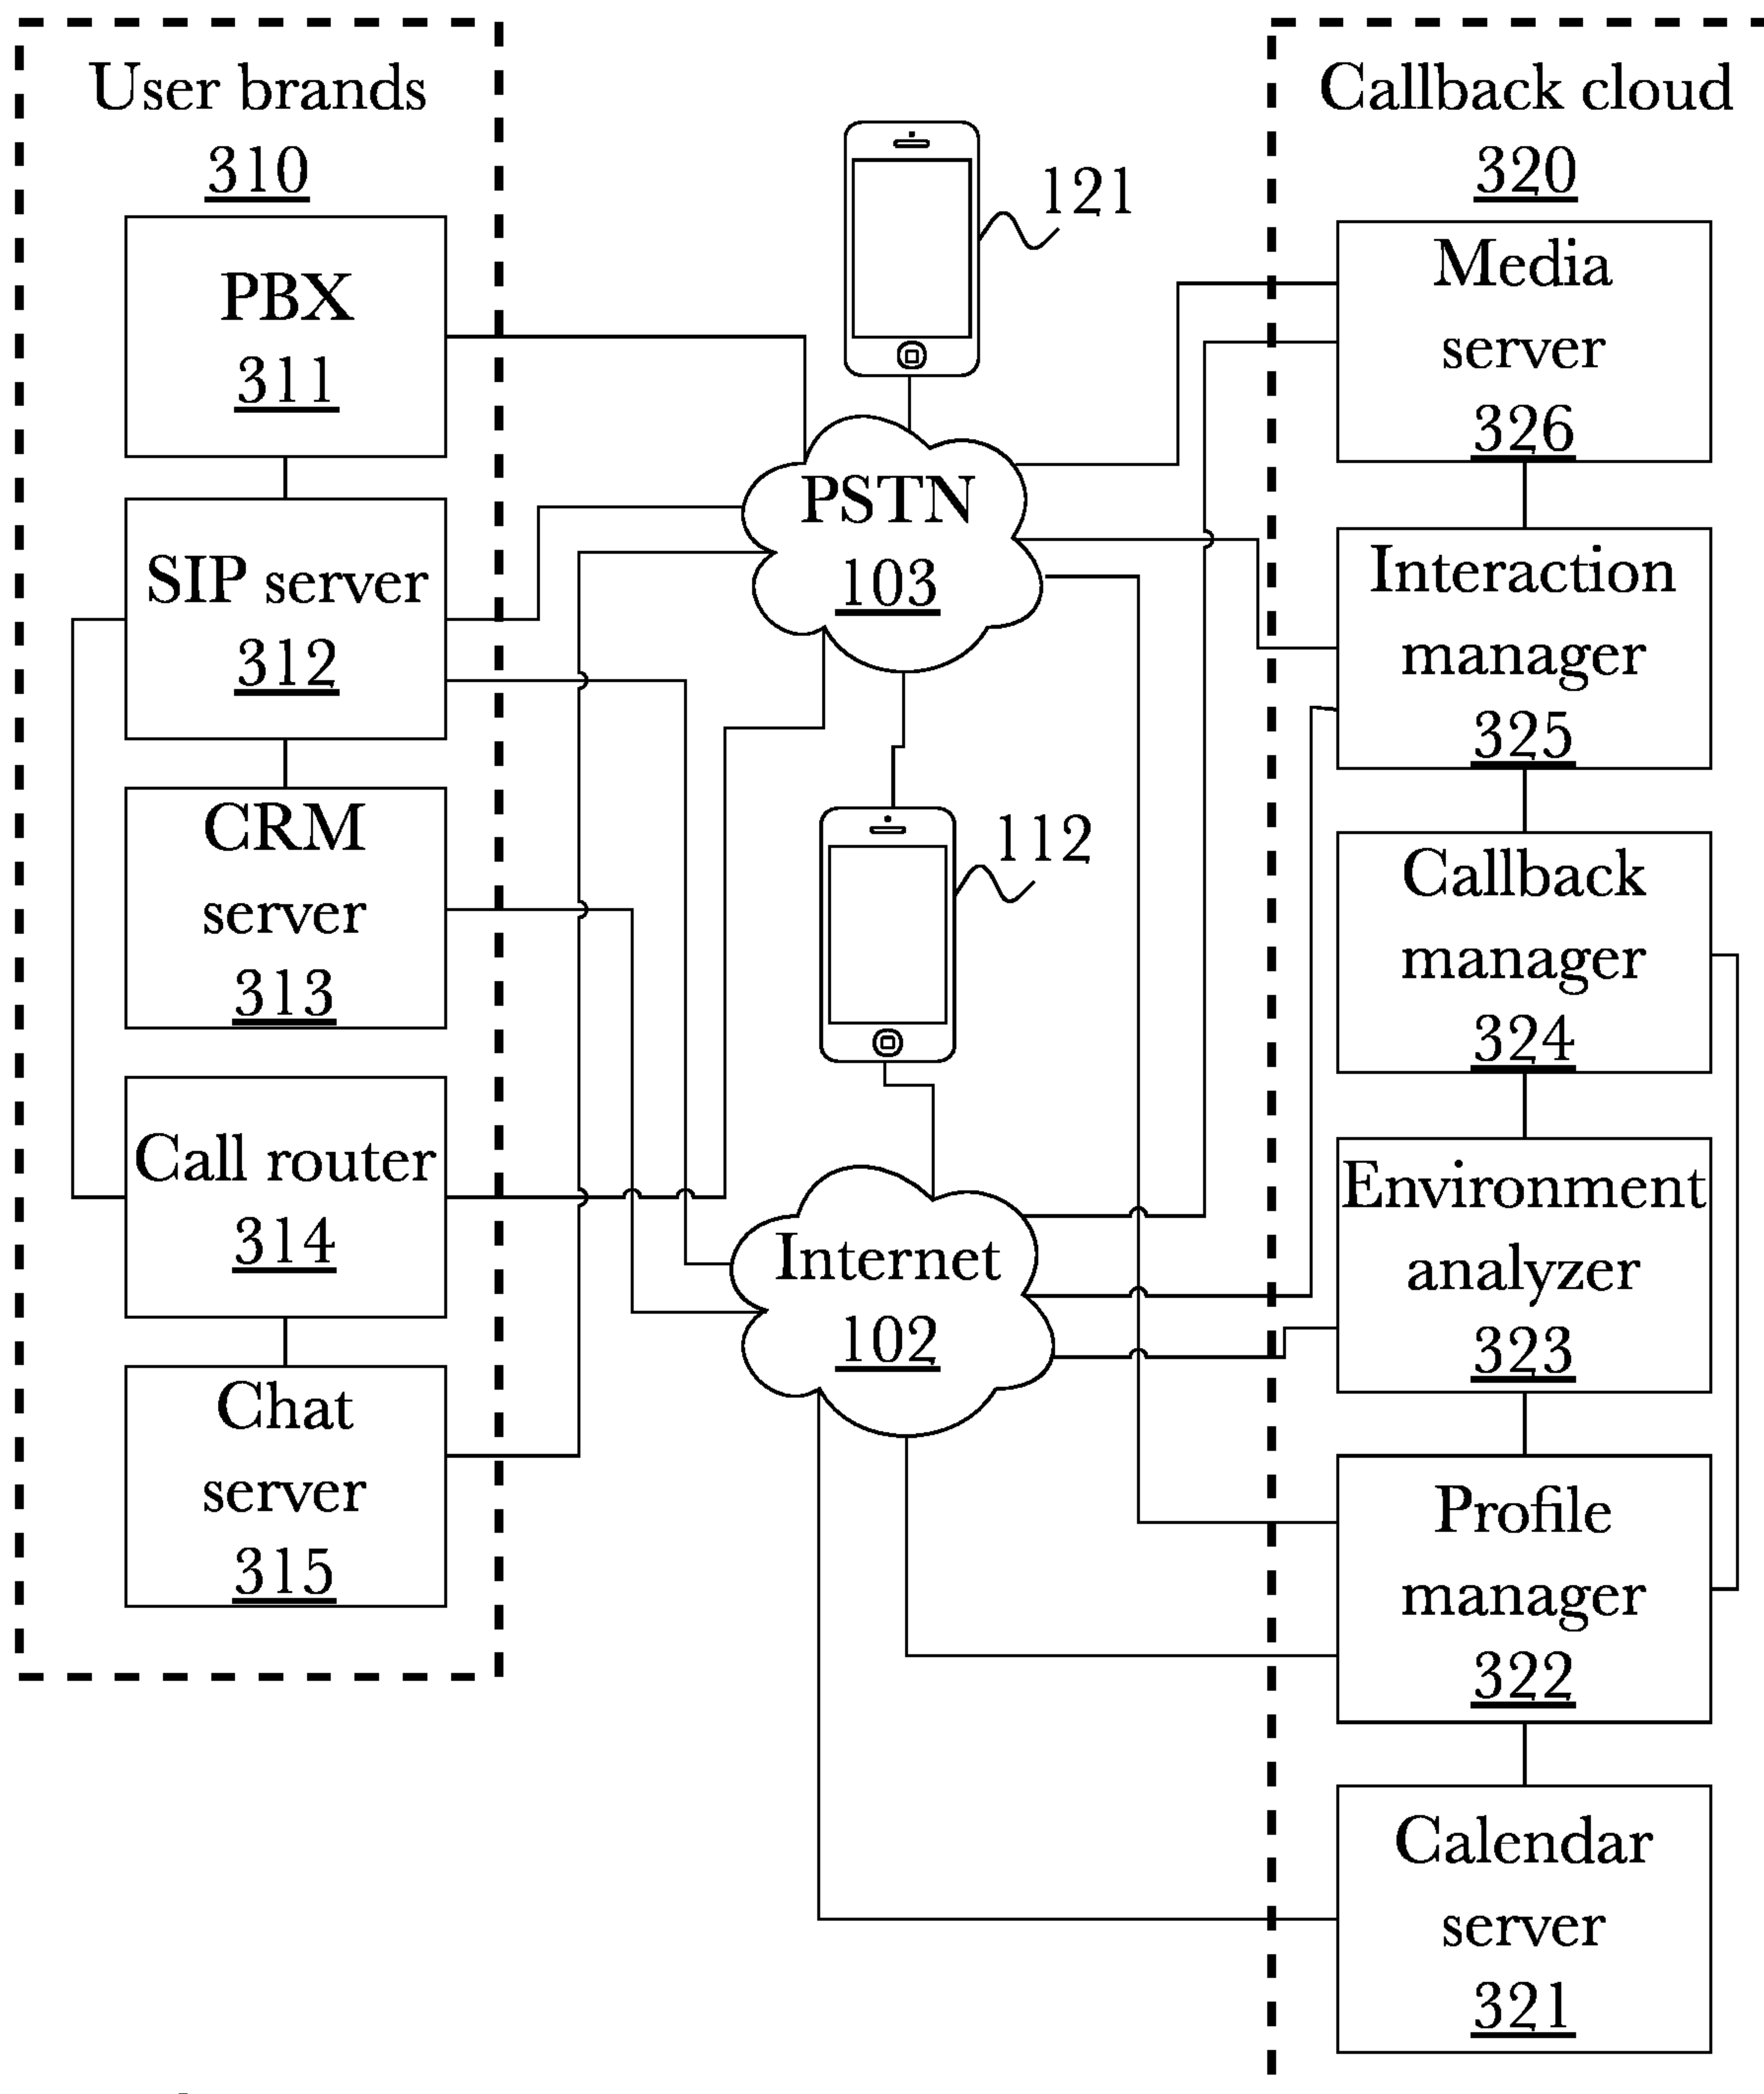 User brands
310
PBX
311
SIP server
312
CRM
server
313
Call router
314
Chat
server
315
121
PSTN
103
112
Internet
102
Callback cloud
320
Media
server
326
Interaction
manager
325
Callback
manager
324
Environment
analyzer
323
Profile
manager
322
Calendar
server
321